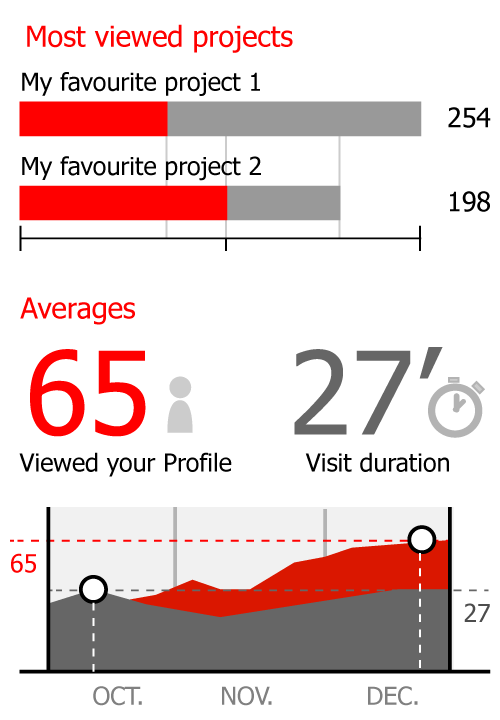 Most viewed projects
My favourite project 1
254
My favourite project 2
198
Averages
65 27’
Viewed your Profile Visit duration
65
27
OCT. NOV. DEC.